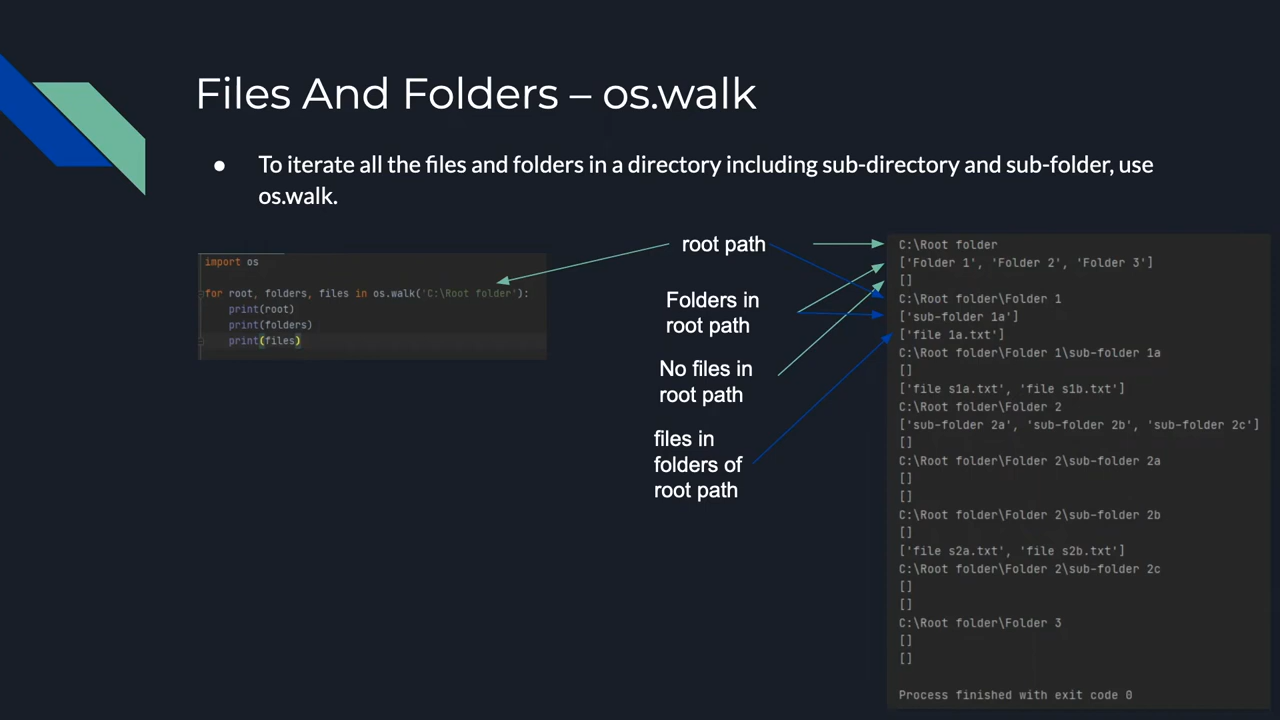 Files And Folders – os.walk
● To iterate all the files and folders in a directory including sub-directory and sub-folder, use
os.walk.
import os
for root, folders, files in os.walk('C:\Root folder'):
print(root)
print(folders)
print(files)
root path
Folders in
root path
No files in
root path
files in
folders of
root path
C:\Root folder
['Folder 1', 'Folder 2', 'Folder 3']
[]
C:\Root folder\Folder 1
['sub-folder 1a']
['file 1a.txt']
C:\Root folder\Folder 1\sub-folder 1a
[]
['file s1a.txt', 'file s1b.txt']
C:\Root folder\Folder 2
['sub-folder 2a', 'sub-folder 2b', 'sub-folder 2c']
[]
C:\Root folder\Folder 2\sub-folder 2a
[]
[]
C:\Root folder\Folder 2\sub-folder 2b
[]
['file s2a.txt', 'file s2b.txt']
C:\Root folder\Folder 2\sub-folder 2c
[]
[]
C:\Root folder\Folder 3
[]
[]
Process finished with exit code 0